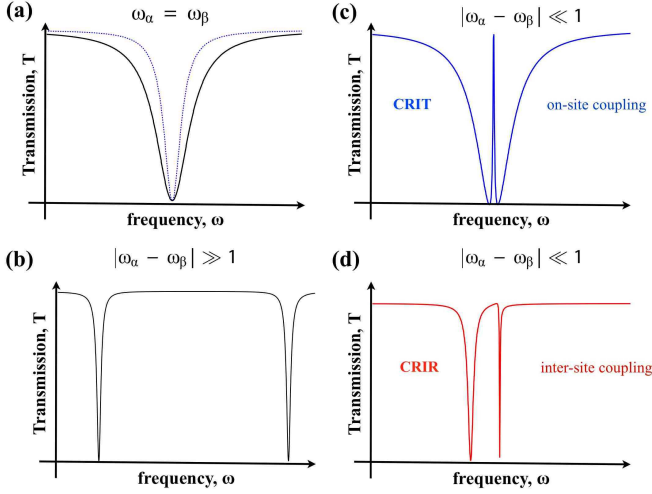 (a)
ωα = ωβ
Transmission, T
frequency, ω
(c)
|ωα − ωβ| ≪ 1
Transmission, T
CRIT
on-site coupling
frequency, ω
(b)
|ωα − ωβ| ≫ 1
Transmission, T
frequency, ω
(d)
|ωα − ωβ| ≪ 1
Transmission, T
CRIR
inter-site coupling
frequency, ω